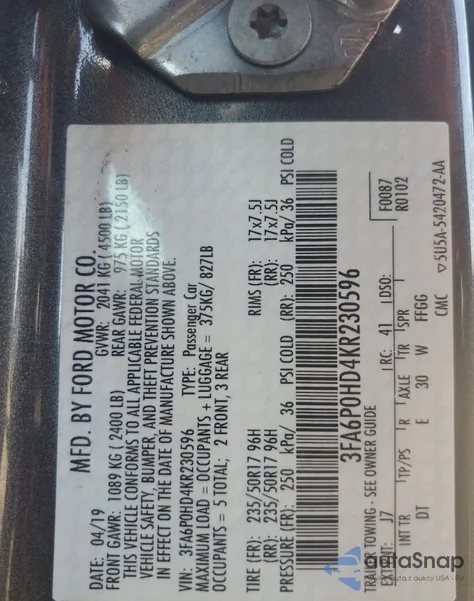 MFD. BY FORD MOTOR CO.
DATE: 04/19 GVWR: 2041 KG ( 4500 LB)
FRONT GAWR: 1089 KG ( 2400 LB) REAR GAWR: 975 KG ( 2150 LB)
THIS VEHICLE CONFORMS TO ALL APPLICABLE FEDERAL MOTOR
VEHICLE SAFETY, BUMPER, AND THEFT PREVENTION STANDARDS
IN EFFECT ON THE DATE OF MANUFACTURE SHOWN ABOVE.
VIN: 3FA6P0HD4KR230596 TYPE: Passenger Car
MAXIMUM LOAD = OCCUPANTS + LUGGAGE = 375KG/ 827LB
OCCUPANTS = 5 TOTAL; 2 FRONT, 3 REAR
TIRE (FR): 235/50R17 96H RIMS (FR): 17x7.5J
(RR): 235/50R17 96H (RR): 17x7.5J
PRESSURE (FR): 250 kPa/ 36 PSI COLD (RR): 250 kPa/ 36 PSI COLD
3FA6P0HD4KR230596
TRAILER TOWING - SEE OWNER GUIDE
F0087
R0102
EXT PNT: J7 RC: 41 DSO:
INT TR TP/PS R AXLE TR SPR
DT E 30 W FFGG
CMC ▽5U5A-5420472-AA
autoSnap